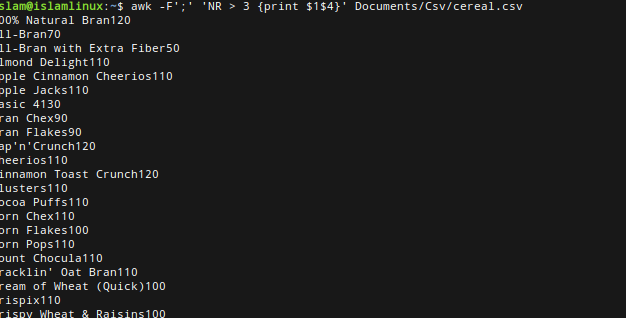 slam@islamlinux:~$ awk -F';' 'NR > 3 {print $1$4}' Documents/Csv/cereal.csv
00% Natural Bran120
ll-Bran70
ll-Bran with Extra Fiber50
lmond Delight110
pple Cinnamon Cheerios110
pple Jacks110
asic 4130
ran Chex90
ran Flakes90
ap'n'Crunch120
heerios110
innamon Toast Crunch120
lusters110
ocoa Puffs110
orn Chex110
orn Flakes100
orn Pops110
ount Chocula110
racklin' Oat Bran110
ream of Wheat (Quick)100
rispix110
rispy Wheat & Raisins100